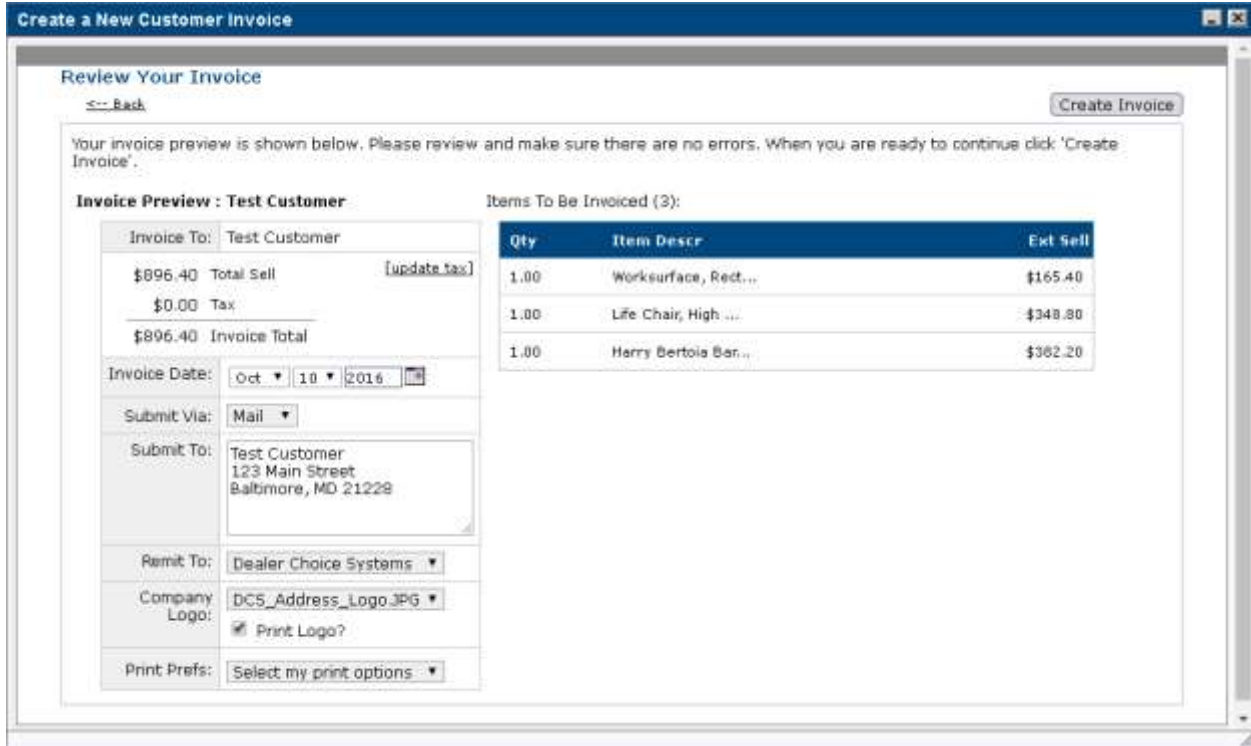 Create a New Customer Invoice
Review Your Invoice
<-- Back
Create Invoice
Your invoice preview is shown below. Please review and make sure there are no errors. When you are ready to continue click 'Create
Invoice'.
Invoice Preview : Test Customer
Invoice To: Test Customer
$896.40 Total Sell [update tax]
$0.00 Tax
$896.40 Invoice Total
Invoice Date: Oct 10 2016
Submit Via: Mail
Submit To: Test Customer
123 Main Street
Baltimore, MD 21228
Remit To: Dealer Choice Systems
Company
Logo: DCS_Address_Logo.JPG
Print Logo?
Print Prefs: Select my print options
Items To Be Invoiced (3):
Qty Item Descr Ext Sell
1.00 Worksurface, Rect... $165.40
1.00 Life Chair, High ... $348.80
1.00 Harry Bertoia Bar... $382.20